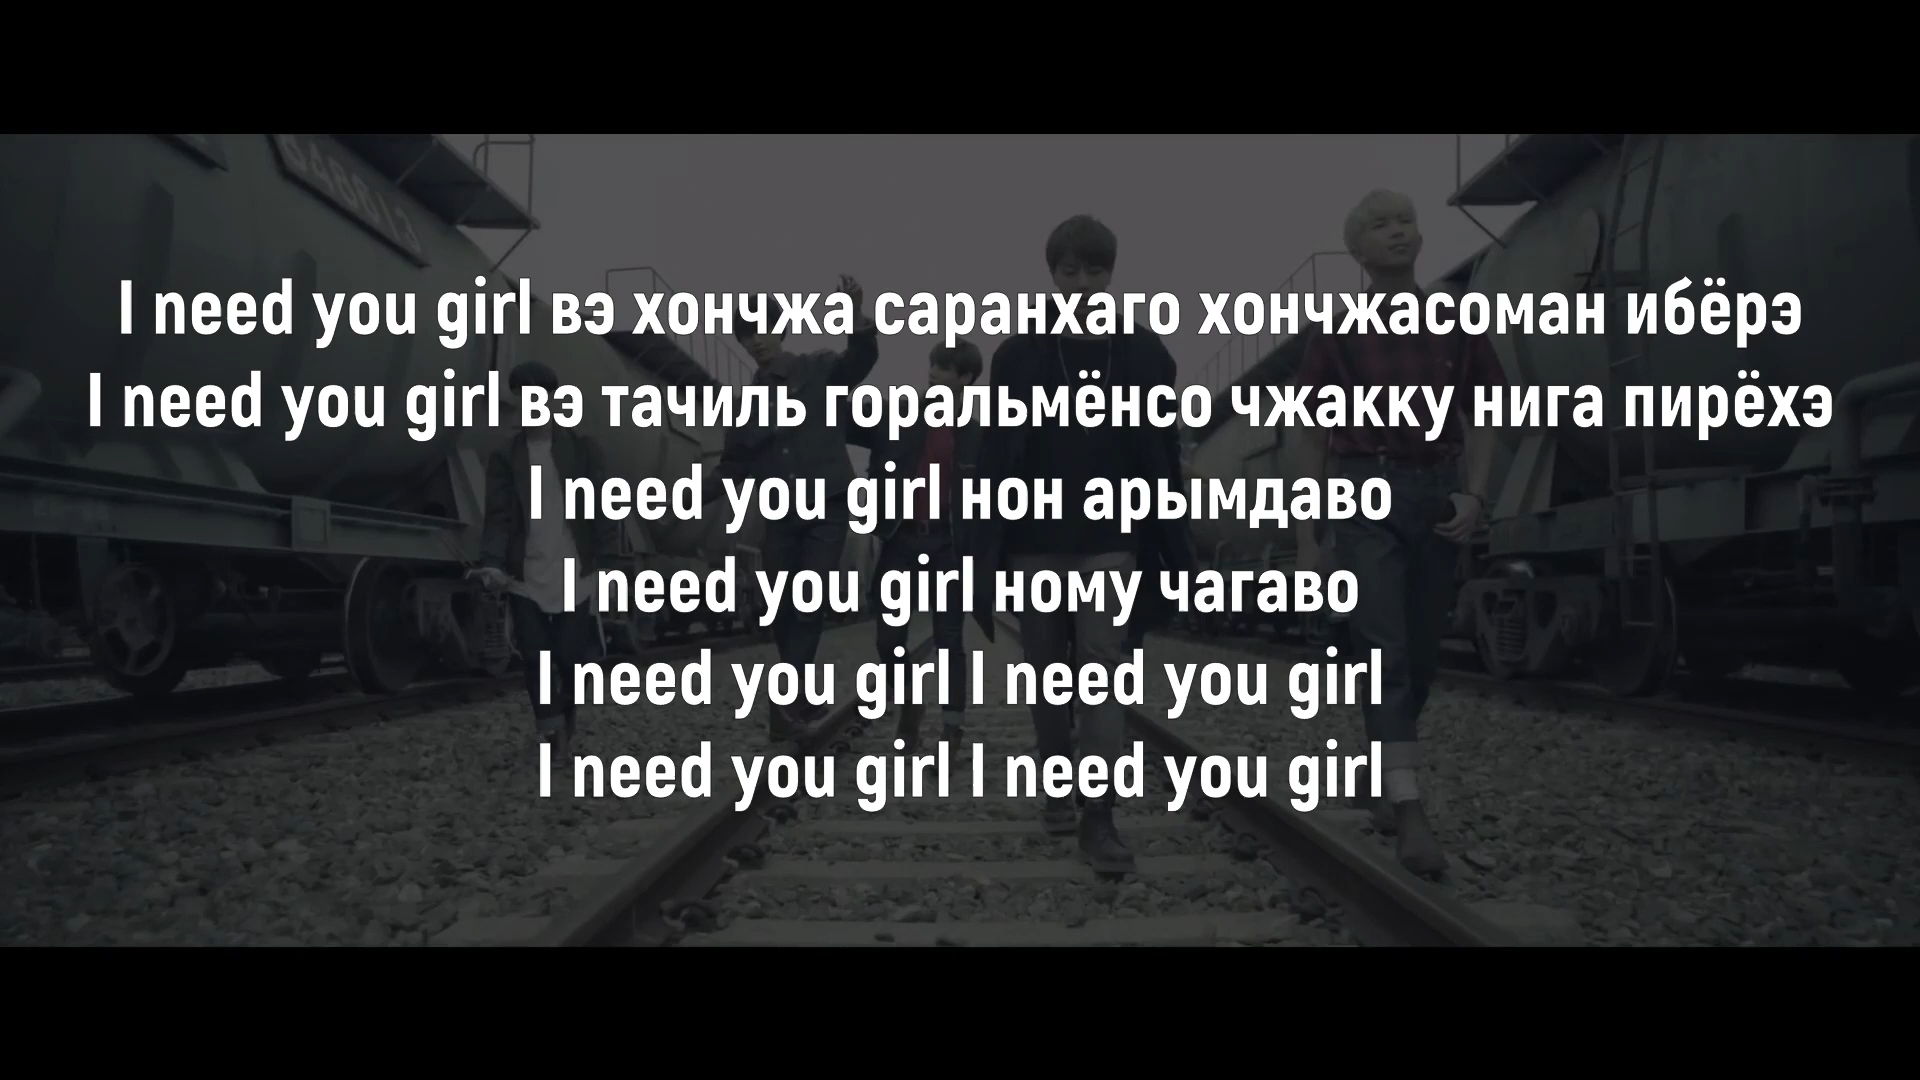 646613
I need you girl вэ хончжа саранхаго хончжасоман ибёрэ
I need you girl вэ тачиль горальмёнсо чжакку нига пирёхэ
I need you girl нон арымдаво
I need you girl ному чагаво
I need you girl I need you girl
I need you girl I need you girl